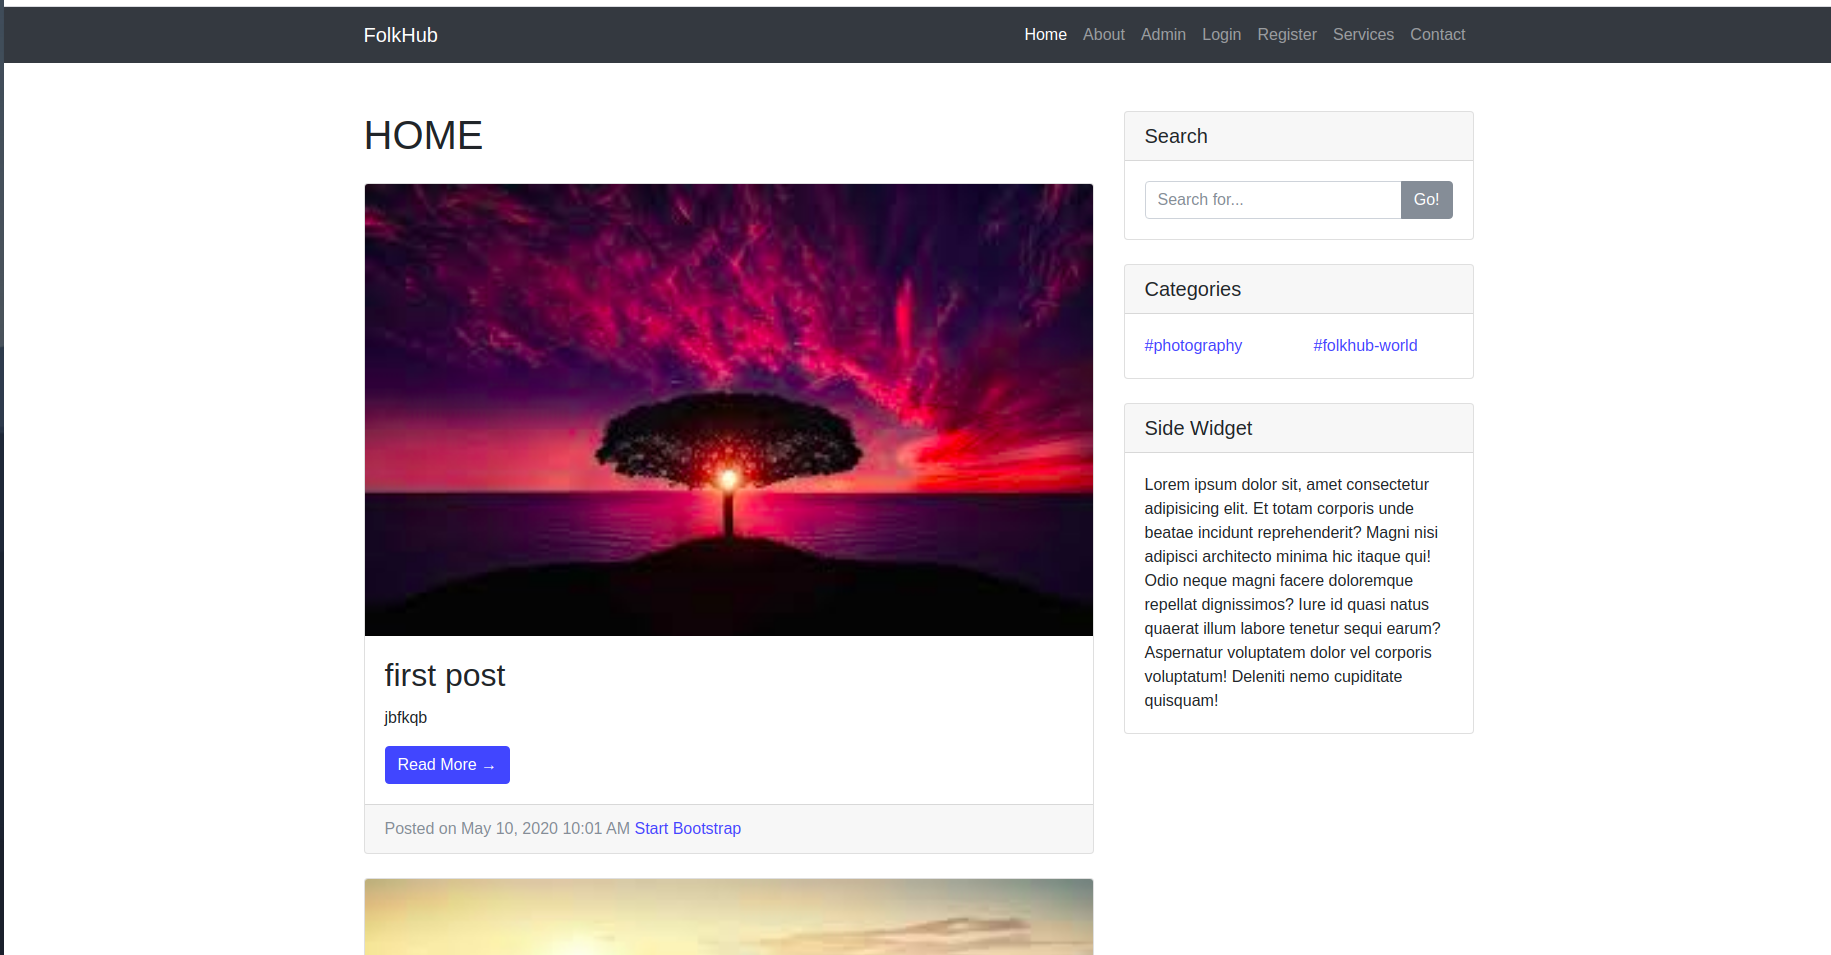 FolkHub
Home About Admin Login Register Services Contact
HOME
first post
jbfkqb
Read More →
Posted on May 10, 2020 10:01 AM Start Bootstrap
Search
Search for... Go!
Categories
#photography #folkhub-world
Side Widget
Lorem ipsum dolor sit, amet consectetur
adipisicing elit. Et totam corporis unde
beatae incidunt reprehenderit? Magni nisi
adipisci architecto minima hic itaque qui!
Odio neque magni facere doloremque
repellat dignissimos? Iure id quasi natus
quaerat illum labore tenetur sequi earum?
Aspernatur voluptatem dolor vel corporis
voluptatum! Deleniti nemo cupiditate
quisquam!